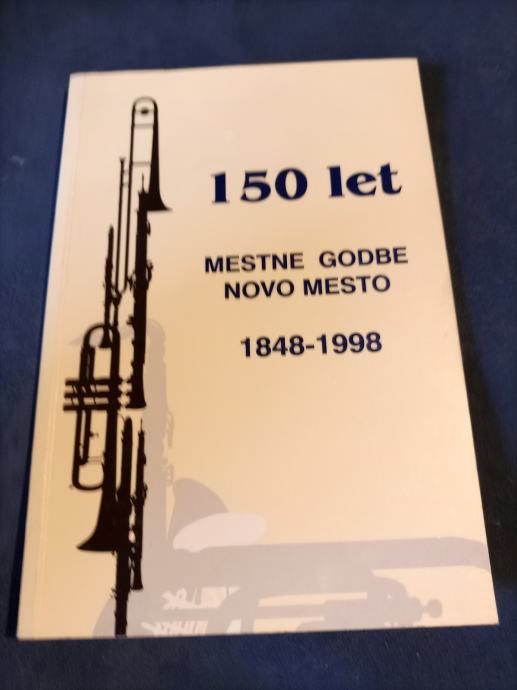 150 let
MESTNE GODBE
NOVO MESTO
1848-1998